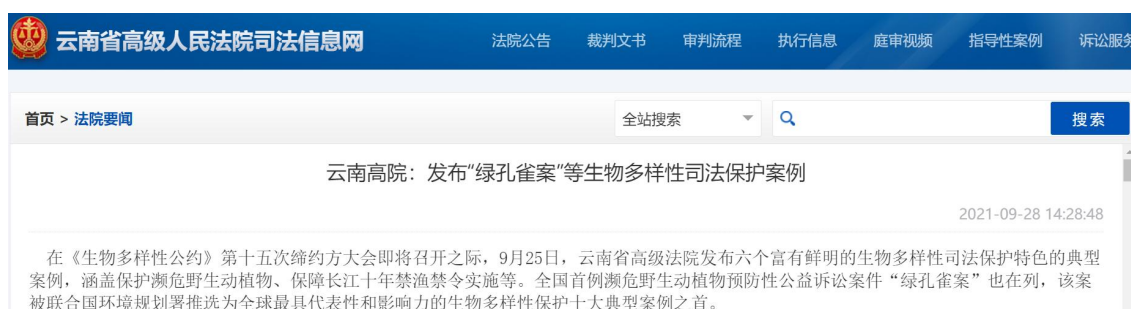 云南省高级人民法院司法信息网
法院公告 裁判文书 审判流程 执行信息 庭审视频 指导性案例 诉讼服务
首页 > 法院要闻
全站搜索
搜索
云南高院：发布“绿孔雀案”等生物多样性司法保护案例
2021-09-28 14:28:48
在《生物多样性公约》第十五次缔约方大会即将召开之际，9月25日，云南省高级法院发布六个富有鲜明的生物多样性司法保护特色的典型
案例，涵盖保护濒危野生动植物、保障长江十年禁渔禁令实施等。全国首例濒危野生动植物预防性公益诉讼案件“绿孔雀案”也在列，该案
被联合国环境规划署推选为全球最具代表性和影响力的生物多样性保护十大典型案例之首。